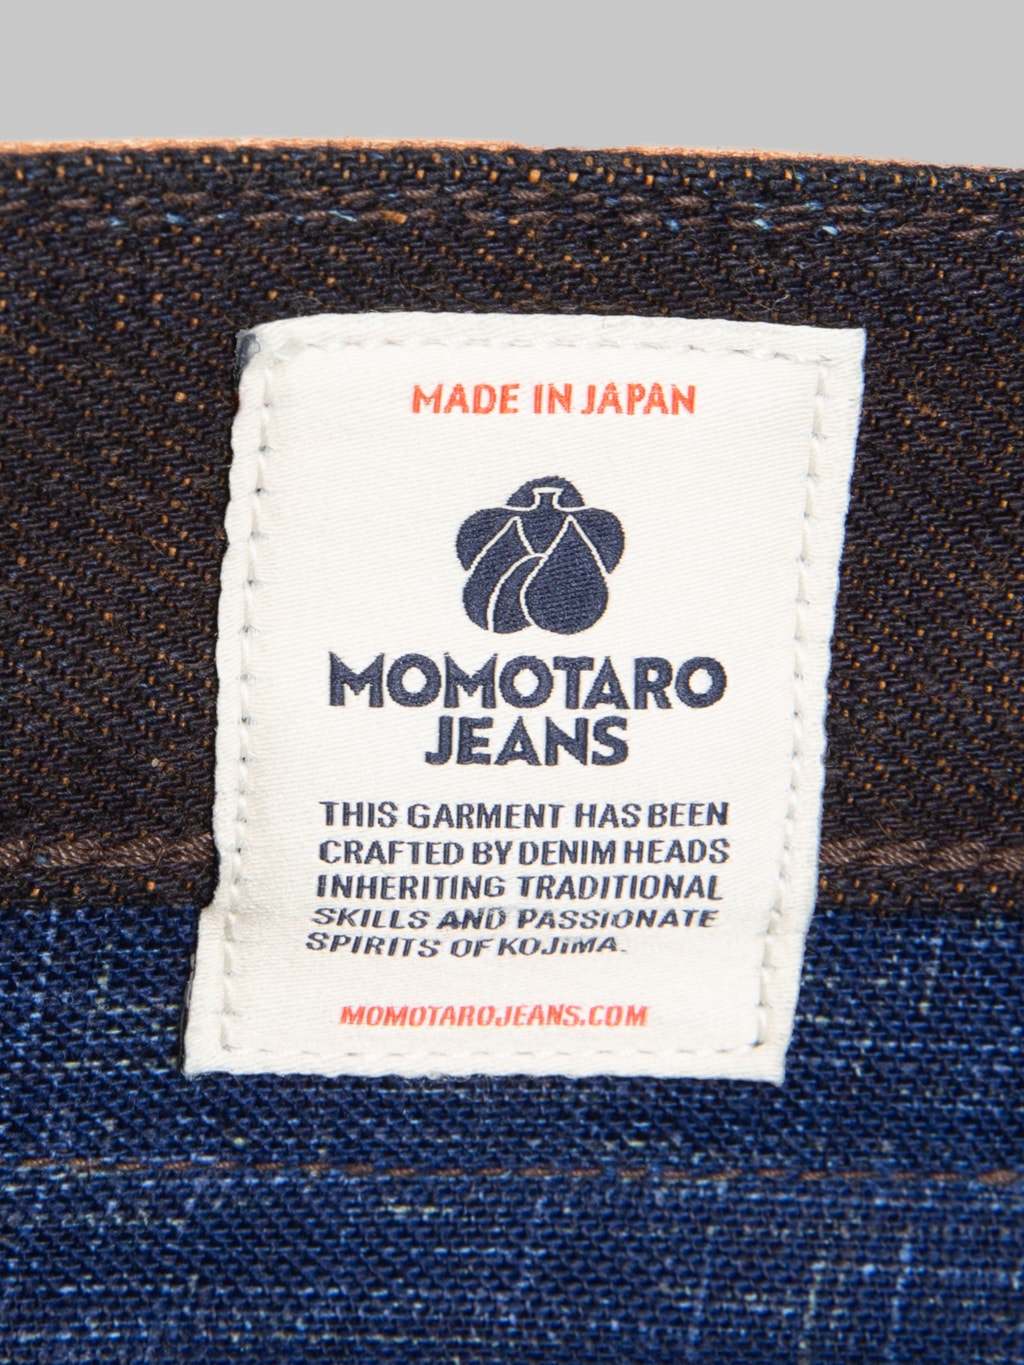 MADE IN JAPAN
MOMOTARO
JEANS
THIS GARMENT HAS BEEN
CRAFTED BY DENIM HEADS
INHERITING TRADITIONAL
SKILLS AND PASSIONATE
SPIRITS OF KOJIMA.
MOMOTAROJEANS.COM